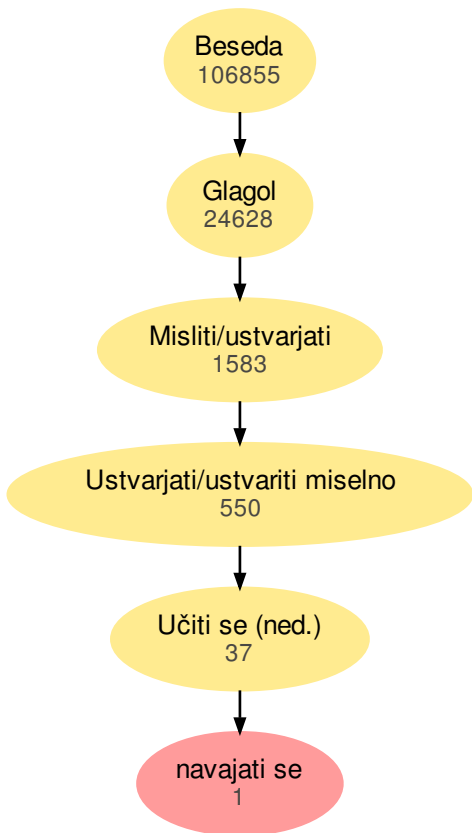 Beseda
106855
Glagol
24628
Misliti/ustvarjati
1583
Ustvarjati/ustvariti miselno
550
Učiti se (ned.)
37
navajati se
1